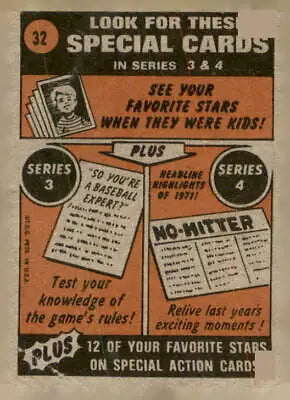 32
LOOK FOR THESE
SPECIAL CARDS
IN SERIES 3 & 4
SEE YOUR
FAVORITE STARS
WHEN THEY WERE KIDS!
PLUS
SERIES
3
"SO YOU'RE
A BASEBALL
EXPERT?"
HEADLINE
HIGHLIGHTS
OF 1971!
SERIES
4
NO-HITTER
Test your
knowledge of
the game's rules!
Relive last years
exciting moments!
PLUS
12 OF YOUR FAVORITE STARS
ON SPECIAL ACTION CARDS